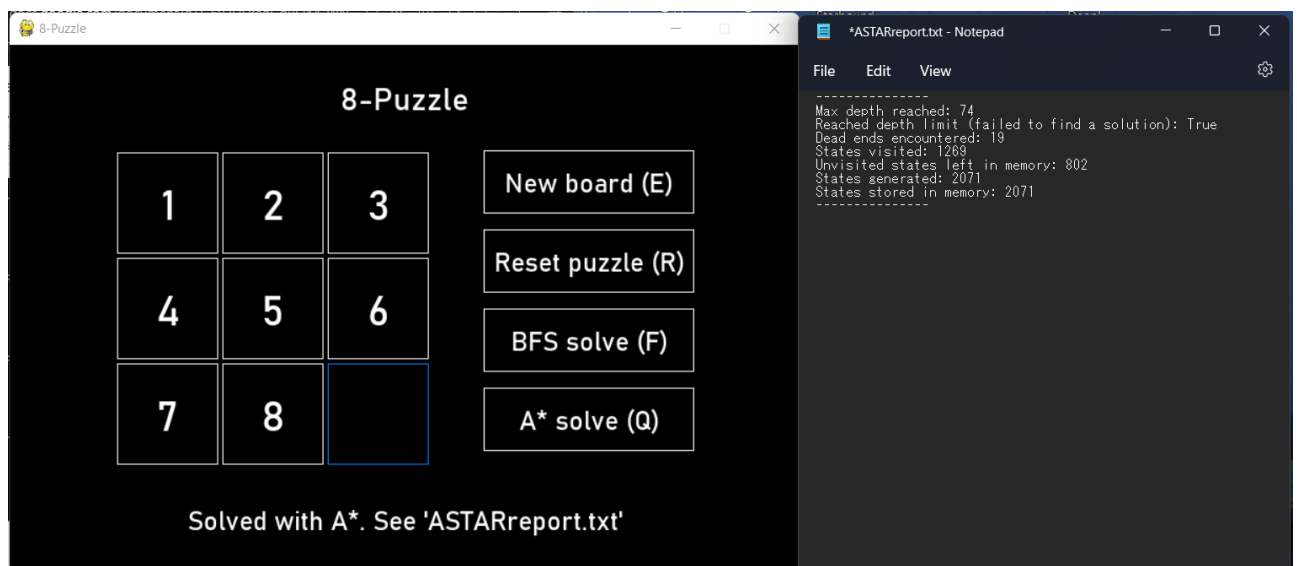 8-Puzzle
8-Puzzle
1 2 3
4 5 6
7 8
New board (E)
Reset puzzle (R)
BFS solve (F)
A* solve (Q)
Solved with A*. See 'ASTARreport.txt'
*ASTARreport.txt - Notepad
File Edit View
---------------
Max depth reached: 74
Reached depth limit (failed to find a solution): True
Dead ends encountered: 19
States visited: 1269
Unvisited states left in memory: 802
States generated: 2071
States stored in memory: 2071
---------------